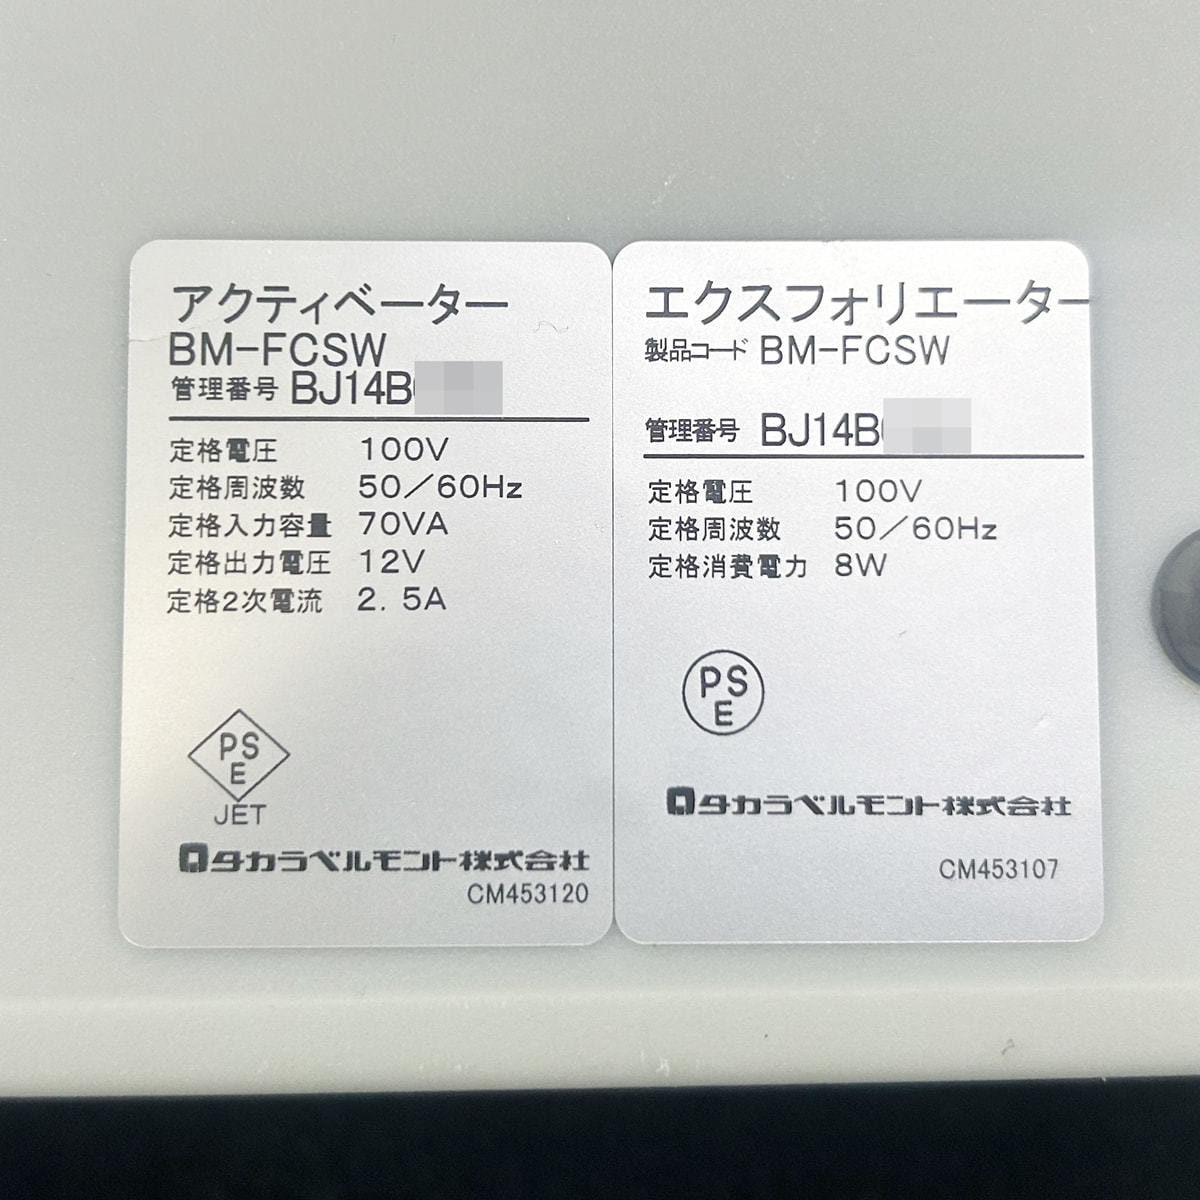 アクティベーター
BM-FCSW
管理番号 BJ14B
定格電圧 100V
定格周波数 50／60Hz
定格入力容量 70VA
定格出力電圧 12V
定格2次電流 2. 5A
PS
E
JET
タカラベルモント株式会社
CM453120
エクスフォリエーター
製品コード BM-FCSW
管理番号 BJ14B
定格電圧 100V
定格周波数 50／60Hz
定格消費電力 8W
PS
E
タカラベルモント株式会社
CM453107